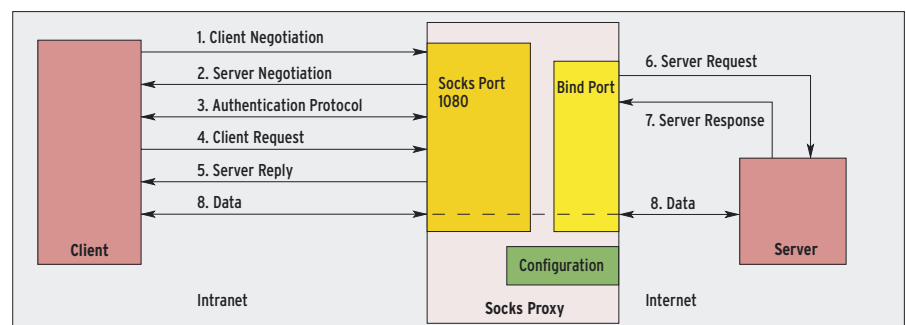 1. Client Negotiation
2. Server Negotiation
3. Authentication Protocol
4. Client Request
5. Server Reply
8. Data
Client
Intranet
Socks Port
1080
Bind Port
Configuration
Socks Proxy
6. Server Request
7. Server Response
8. Data
Server
Internet